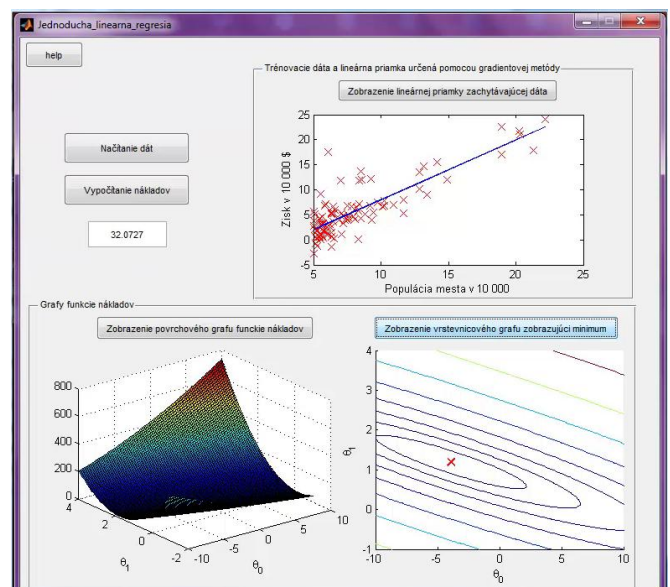 Jednoducha_linearna_regresia
help
Trénovacie dáta a lineárna priamka určená pomocou gradientovej metódy
Zobrazenie lineárnej priamky zachytávajúcej dáta
Načítanie dát
Vypočítanie nákladov
32.0727
Zisk v 10 000 $
25
20
15
10
5
0
-5
5
10
15
20
25
Populácia mesta v 10 000
Grafy funkcie nákladov
Zobrazenie povrchového grafu funckie nákladov
Zobrazenie vrstevnicového grafu zobrazujúci minimum
800
600
400
200
0
4
2
0
-2
-10
-5
0
5
10
θ1
θ0
4
3
2
1
0
-1
θ1
-10
-5
0
5
10
θ0